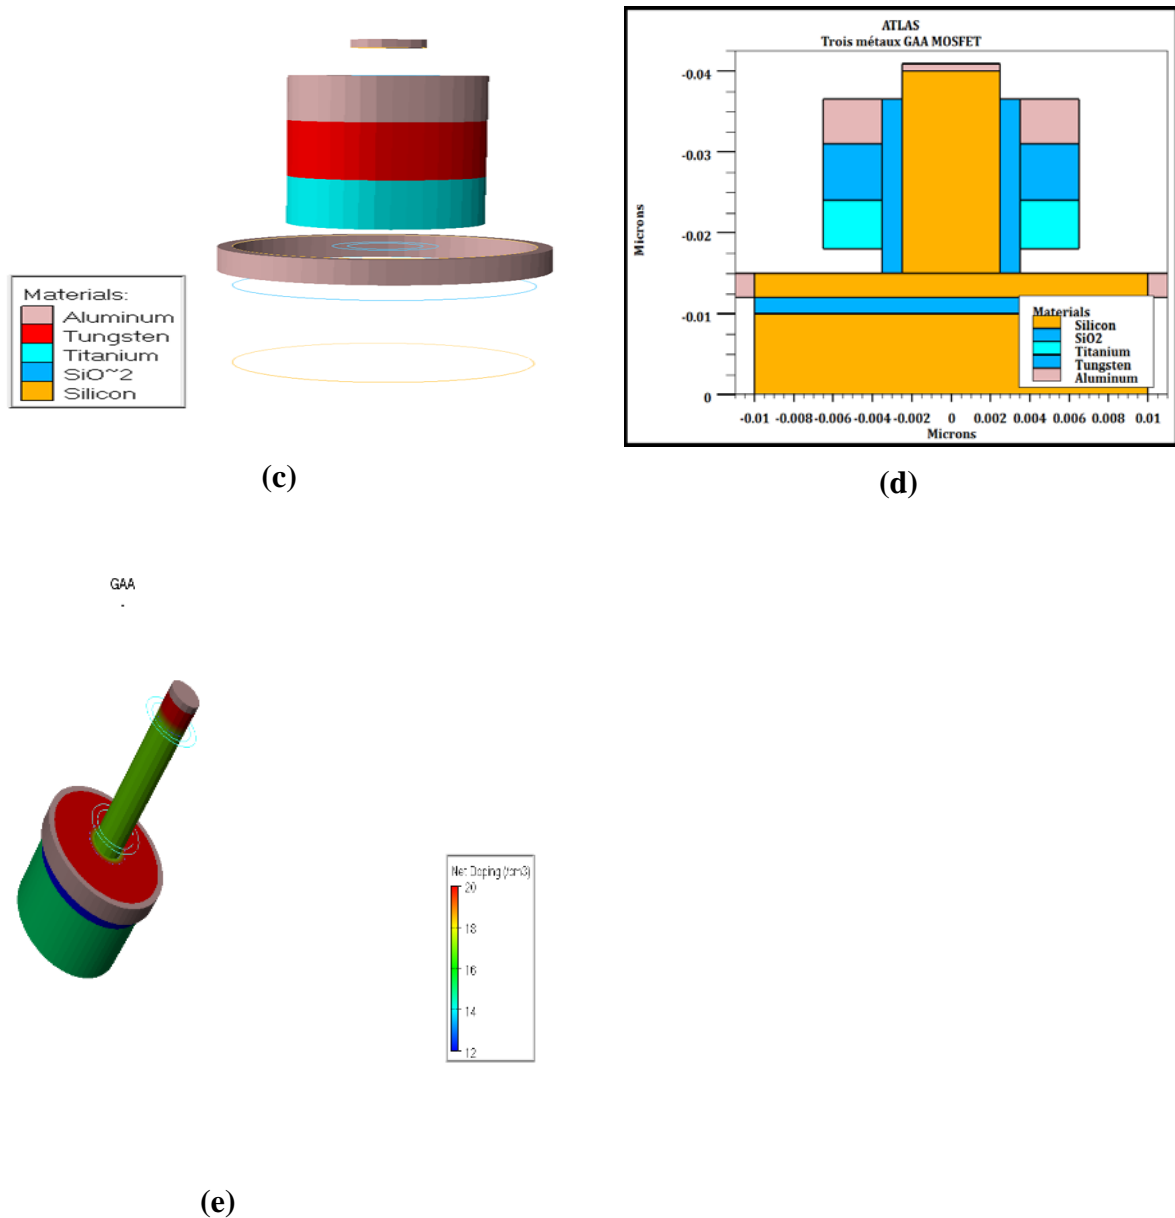 Materials:
Aluminum
Tungsten
Titanium
SiO~2
Silicon
(c)
ATLAS
Trois métaux GAA MOSFET
Microns
-0.04
-0.03
-0.02
-0.01
0
Materials
Silicon
SiO2
Titanium
Tungsten
Aluminum
-0.01 -0.008 -0.006 -0.004 -0.002 0 0.002 0.004 0.006 0.008 0.01
Microns
(d)
GAA
Net Doping (/cm3)
20
18
16
14
12
(e)